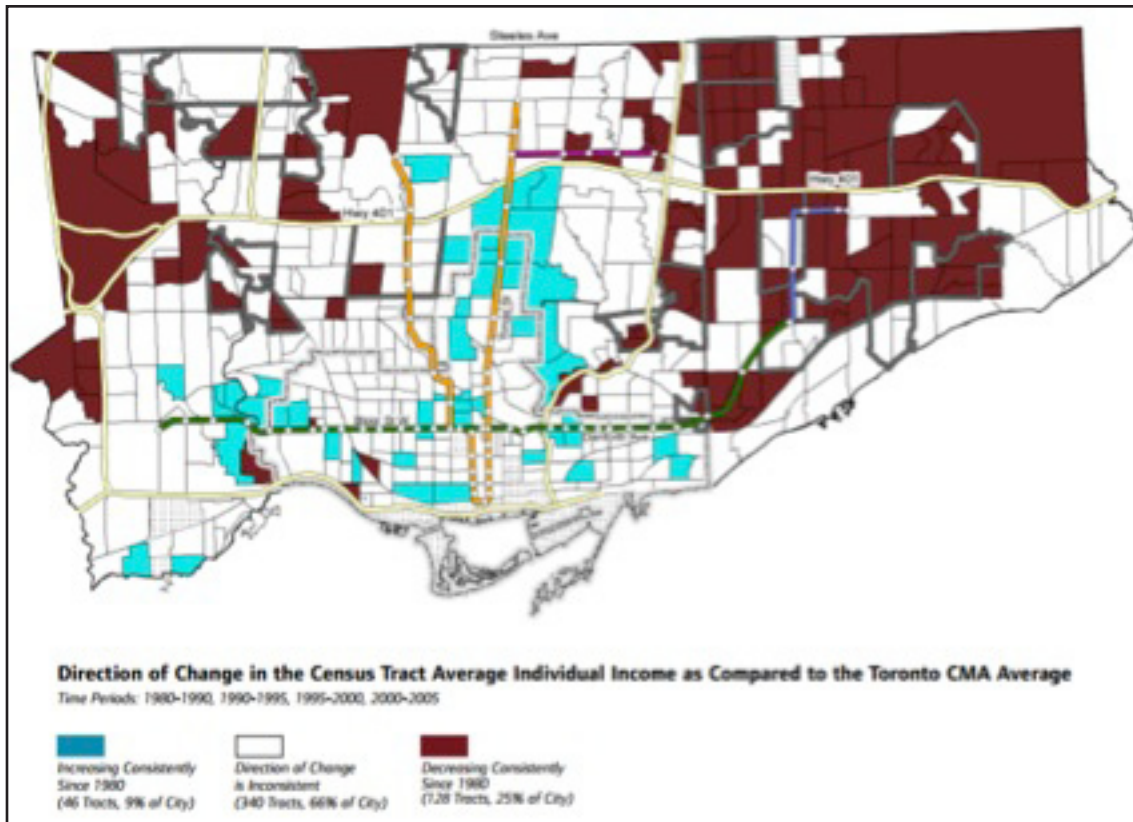 Steeles Ave
Hwy 401
Hwy 401
Direction of Change in the Census Tract Average Individual Income as Compared to the Toronto CMA Average
Time Periods: 1980-1990, 1990-1995, 1995-2000, 2000-2005
Increasing Consistently
Since 1980
(46 Tracts, 9% of City)
Direction of Change
is Inconsistent
(340 Tracts, 66% of City)
Decreasing Consistently
Since 1980
(128 Tracts, 25% of City)